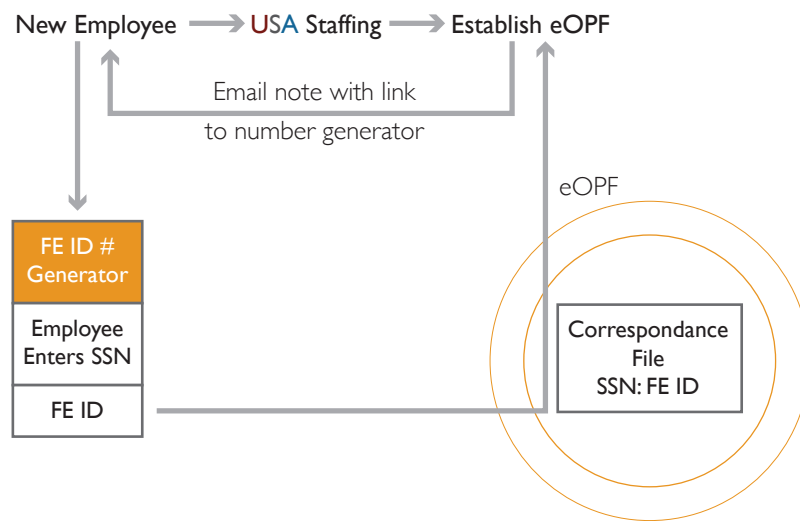 New Employee
USA Staffing
Establish eOPF
Email note with link
to number generator
eOPF
FE ID #
Generator
Employee
Enters SSN
FE ID
Correspondance
File
SSN: FE ID